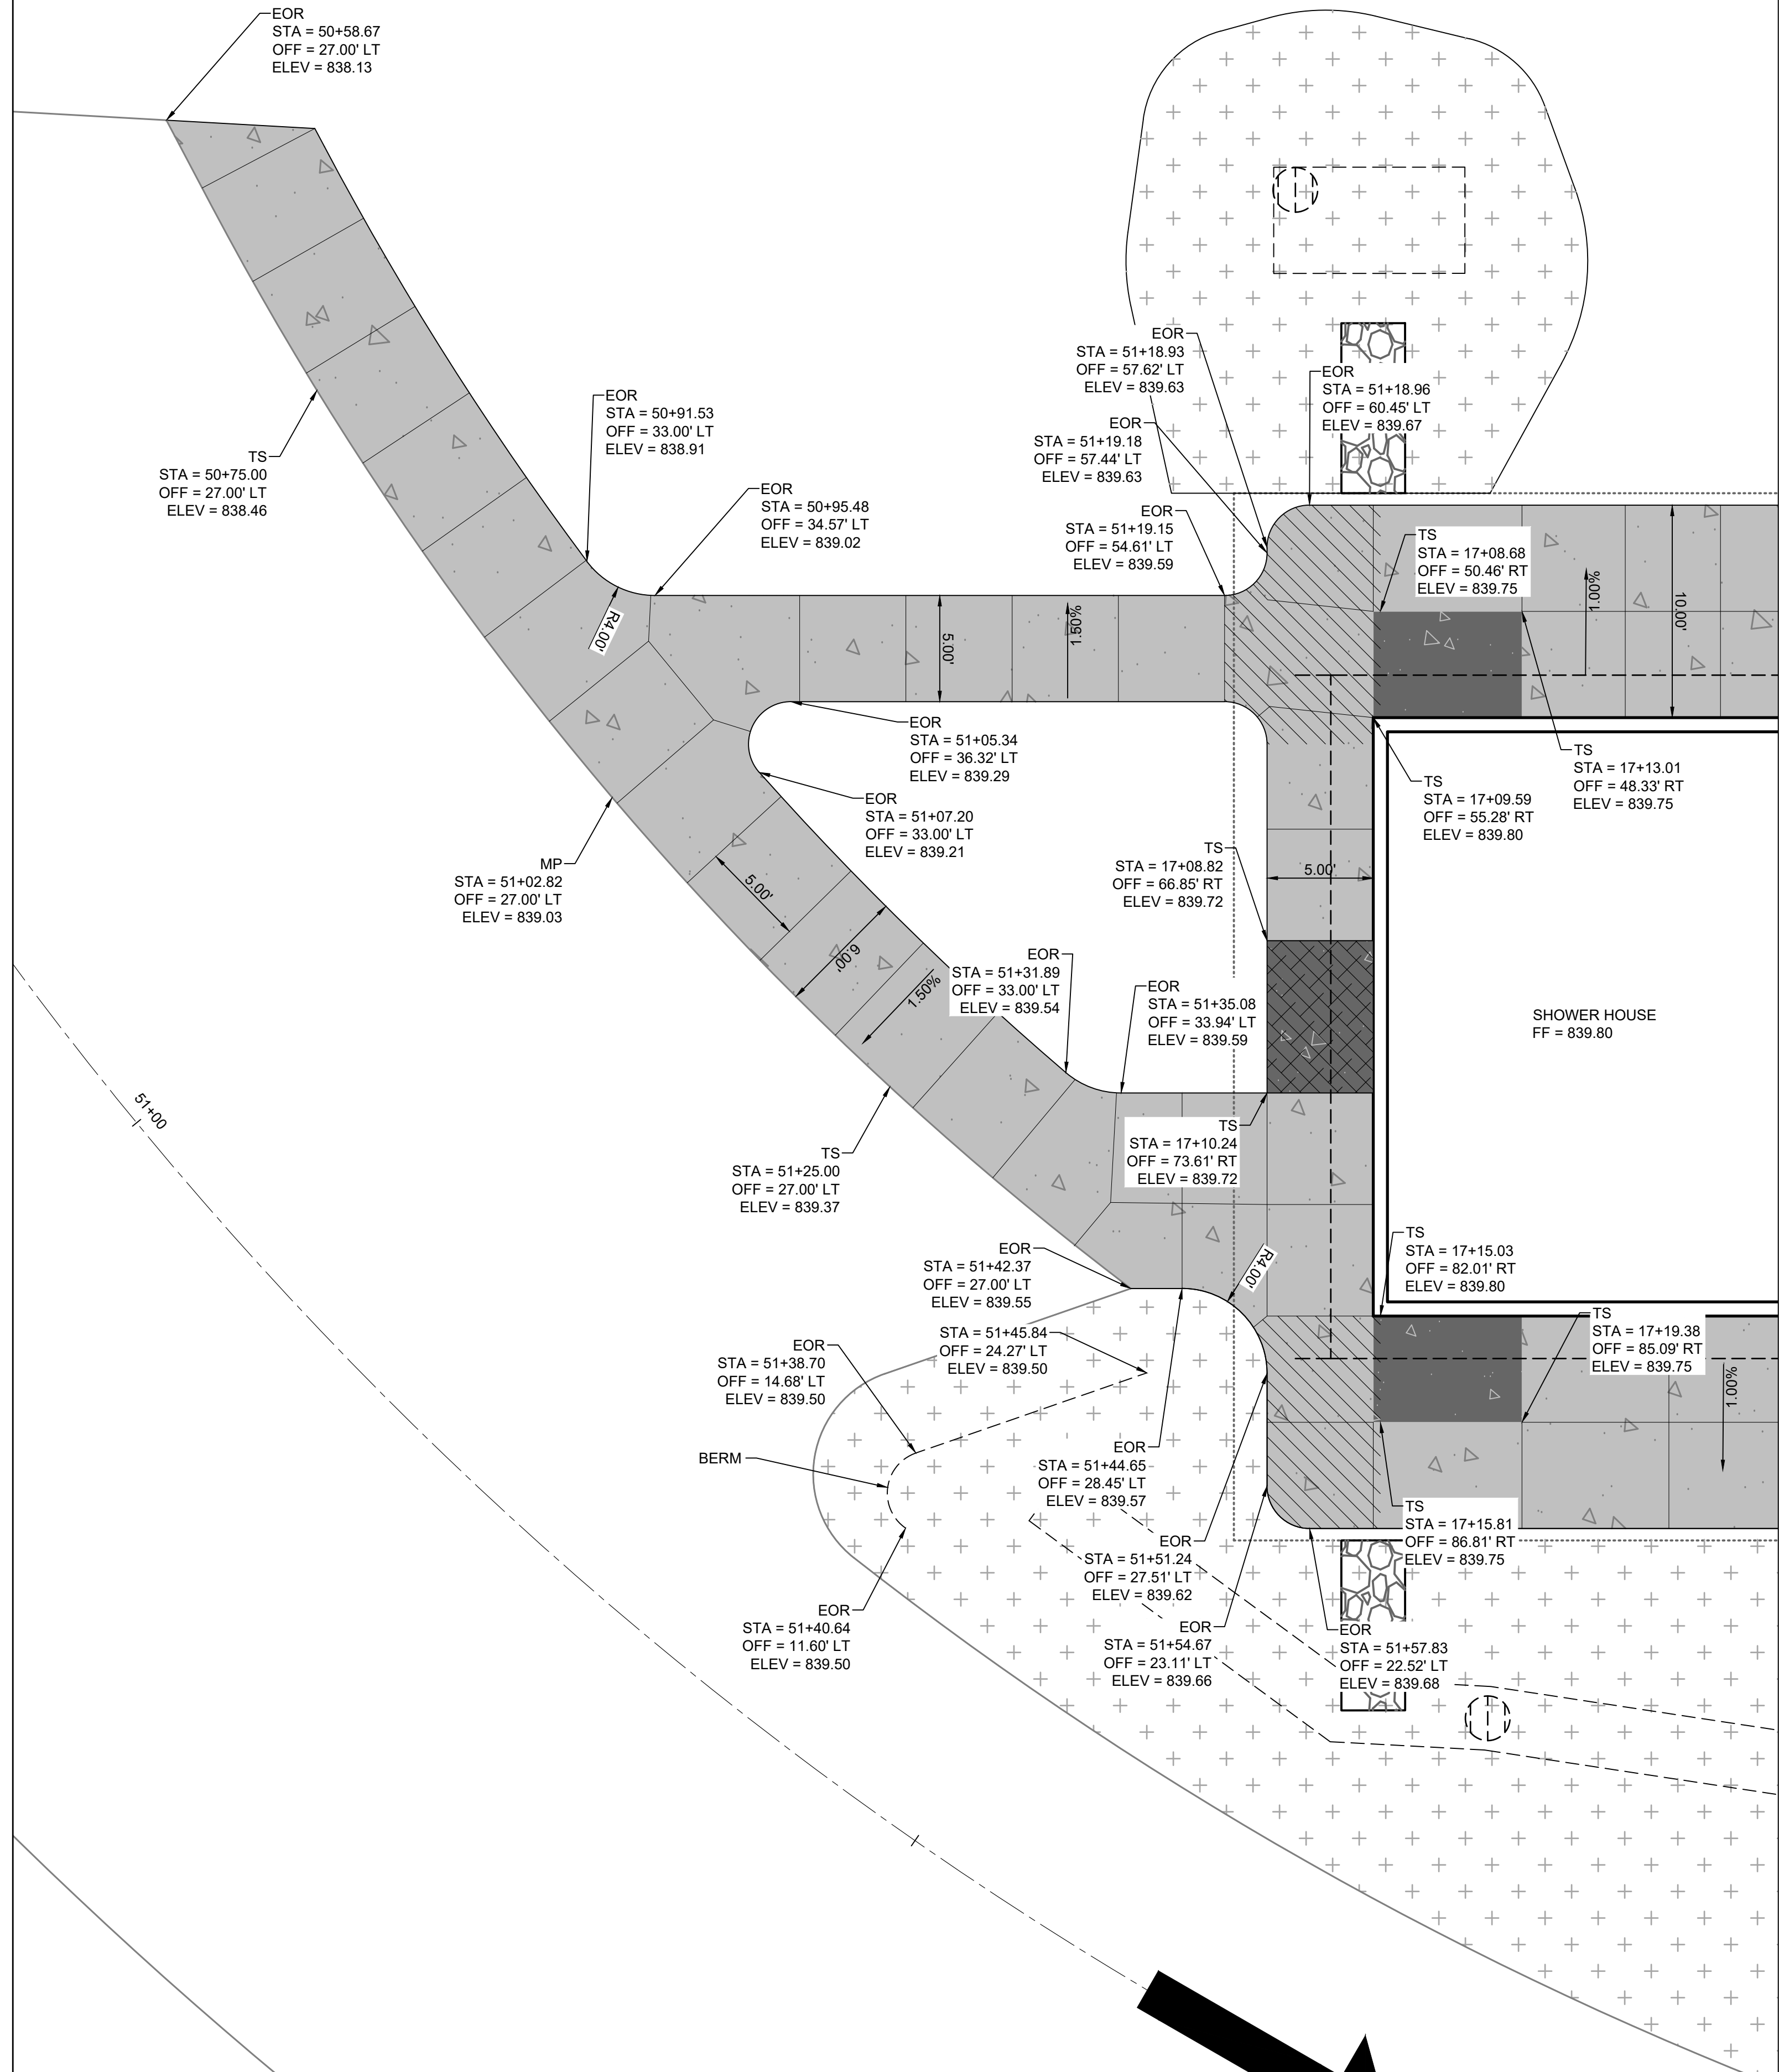 EOR
STA = 50+58.67
OFF = 27.00' LT
ELEV = 838.13
EOR
STA = 51+18.93
OFF = 57.62' LT
ELEV = 839.63
EOR
STA = 51+18.96
OFF = 60.45' LT
ELEV = 839.67
EOR
STA = 50+91.53
OFF = 33.00' LT
ELEV = 838.91
EOR
STA = 51+19.18
OFF = 57.44' LT
ELEV = 839.63
TS
STA = 50+75.00
OFF = 27.00' LT
ELEV = 838.46
EOR
STA = 50+95.48
OFF = 34.57' LT
ELEV = 839.02
EOR
STA = 51+19.15
OFF = 54.61' LT
ELEV = 839.59
TS
STA = 17+08.68
OFF = 50.46' RT
ELEV = 839.75
1.00%
10.00'
R4.00'
5.00'
1.50%
EOR
STA = 51+05.34
OFF = 36.32' LT
ELEV = 839.29
TS
STA = 17+13.01
OFF = 48.33' RT
ELEV = 839.75
TS
STA = 17+09.59
OFF = 55.28' RT
ELEV = 839.80
EOR
STA = 51+07.20
OFF = 33.00' LT
ELEV = 839.21
MP
STA = 51+02.82
OFF = 27.00' LT
ELEV = 839.03
TS
STA = 17+08.82
OFF = 66.85' RT
ELEV = 839.72
5.00'
5.00'
6.00'
1.50%
EOR
STA = 51+31.89
OFF = 33.00' LT
ELEV = 839.54
EOR
STA = 51+35.08
OFF = 33.94' LT
ELEV = 839.59
SHOWER HOUSE
FF = 839.80
51+00
TS
STA = 51+25.00
OFF = 27.00' LT
ELEV = 839.37
TS
STA = 17+10.24
OFF = 73.61' RT
ELEV = 839.72
EOR
STA = 51+42.37
OFF = 27.00' LT
ELEV = 839.55
R4.00'
TS
STA = 17+15.03
OFF = 82.01' RT
ELEV = 839.80
STA = 51+45.84
OFF = 24.27' LT
ELEV = 839.50
TS
STA = 17+19.38
OFF = 85.09' RT
ELEV = 839.75
EOR
STA = 51+38.70
OFF = 14.68' LT
ELEV = 839.50
1.00%
BERM
EOR
STA = 51+44.65
OFF = 28.45' LT
ELEV = 839.57
TS
STA = 17+15.81
OFF = 86.81' RT
ELEV = 839.75
EOR
STA = 51+51.24
OFF = 27.51' LT
ELEV = 839.62
EOR
STA = 51+40.64
OFF = 11.60' LT
ELEV = 839.50
EOR
STA = 51+54.67
OFF = 23.11' LT
ELEV = 839.66
EOR
STA = 51+57.83
OFF = 22.52' LT
ELEV = 839.68